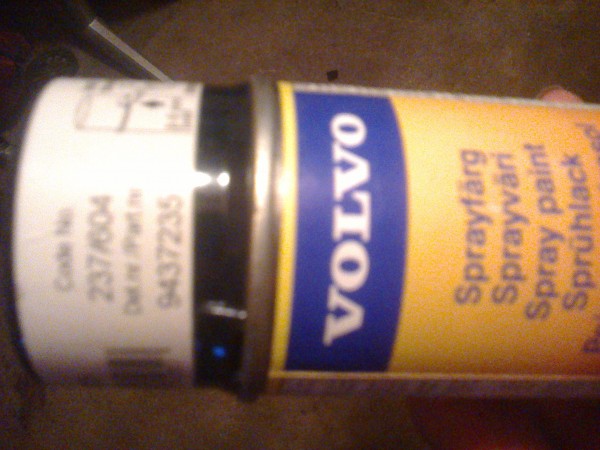 Code No.
237/604
Det.nr./Part.nr
9437235
VOLVO
Sprayfärg
Sprayväri
Spray paint
Sprühlack